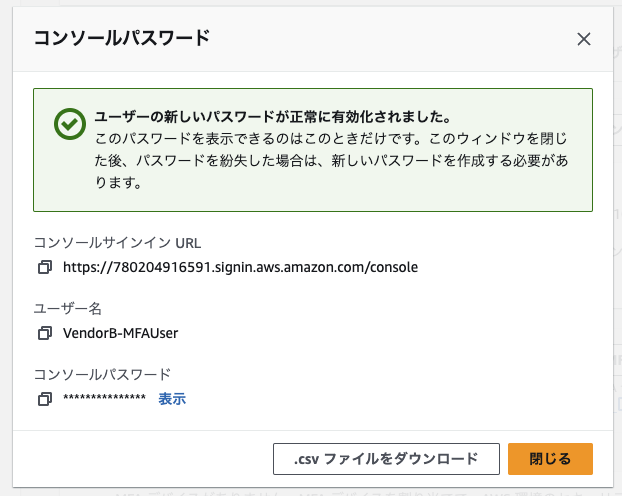 コンソールパスワード
ユーザーの新しいパスワードが正常に有効化されました。
このパスワードを表示できるのはこのときだけです。このウィンドウを閉じ
た後、パスワードを紛失した場合は、新しいパスワードを作成する必要があ
ります。
コンソールサインイン URL
https://780204916591.signin.aws.amazon.com/console
ユーザー名
VendorB-MFAUser
コンソールパスワード
*************** 表示
.csv ファイルをダウンロード 閉じる